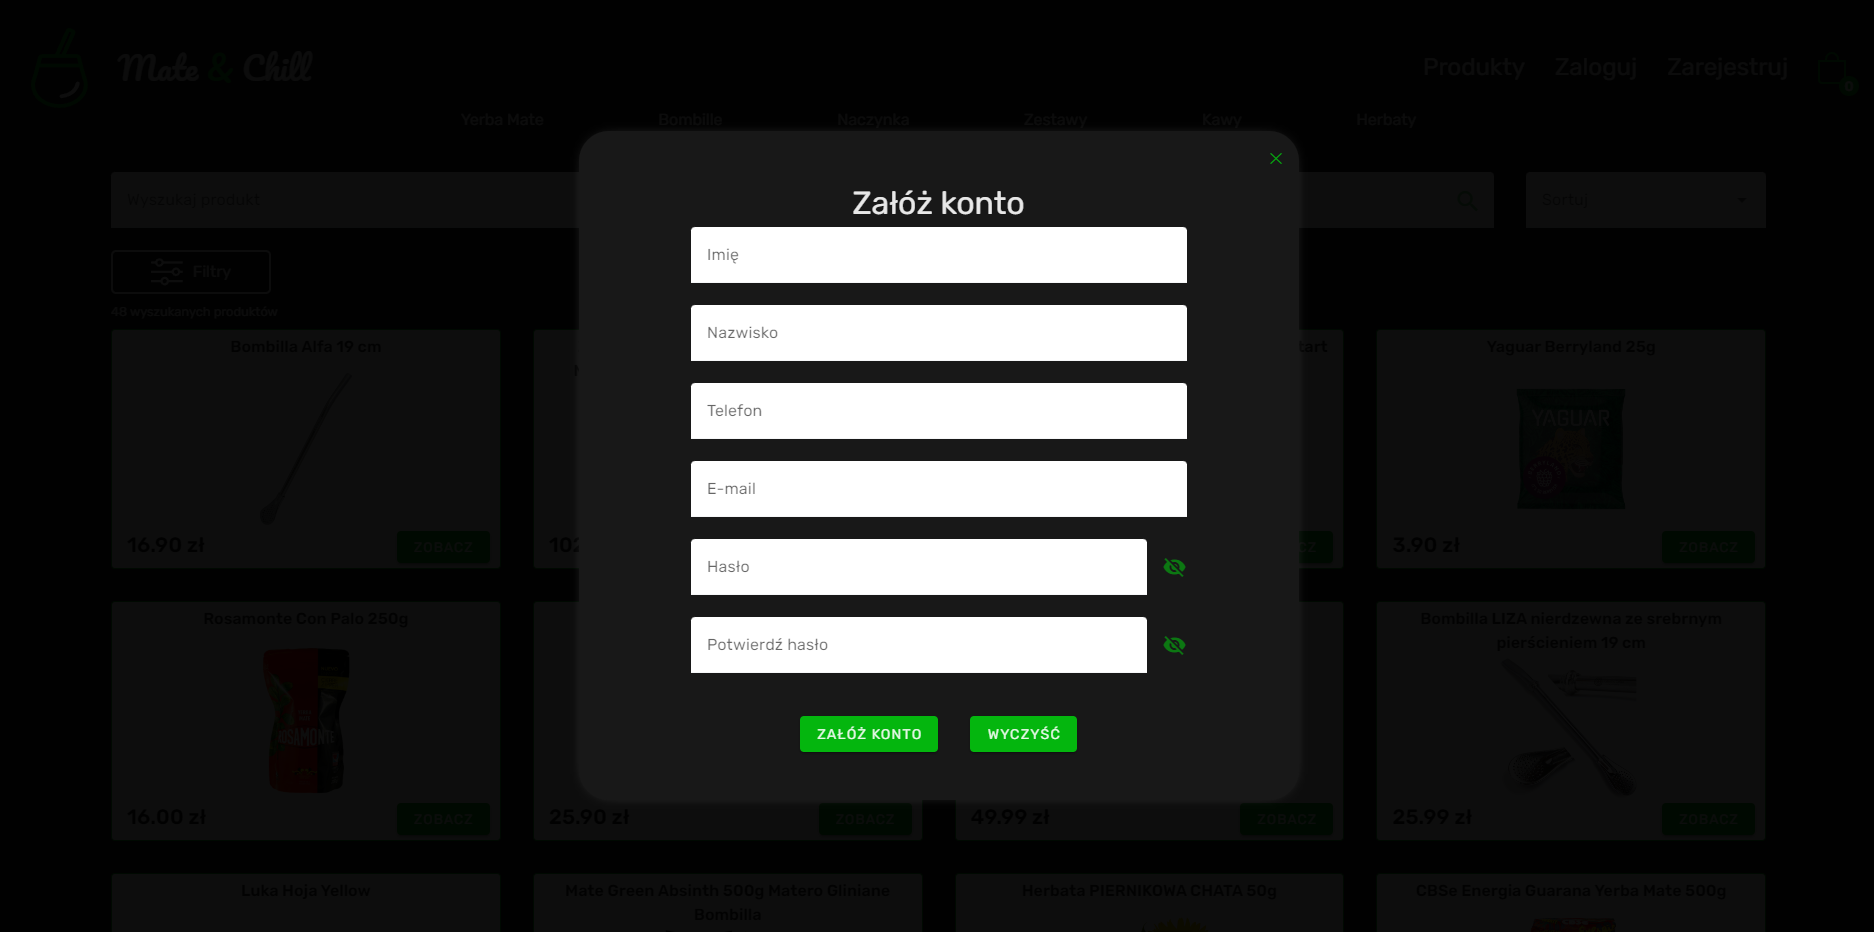 Mate & Chill
Produkty Zaloguj Zarejestruj
0
Yerba Mate Bombille Naczynka Zestawy Kawy Herbaty
Załóż konto
Wyszukaj produkt
Sortuj
Imię
Filtry
48 wyszukanych produktów
Nazwisko
Bombilla Alfa 19 cm
Yaguar Berryland 25g
Telefon
YAGUAR
E-mail
16.90 zł
ZOBACZ
3.90 zł
ZOBACZ
Hasło
Potwierdź hasło
Rosamonte Con Palo 250g
Bombilla LIZA nierdzewna ze srebrnym
pierścieniem 19 cm
ZAŁÓŻ KONTO
WYCZYŚĆ
16.00 zł
ZOBACZ
25.90 zł
ZOBACZ
49.99 zł
ZOBACZ
25.99 zł
ZOBACZ
Luka Hoja Yellow
Mate Green Absinth 500g Matero Gliniane
Bombilla
Herbata PIERNIKOWA CHATA 50g
CBSe Energia Guarana Yerba Mate 500g